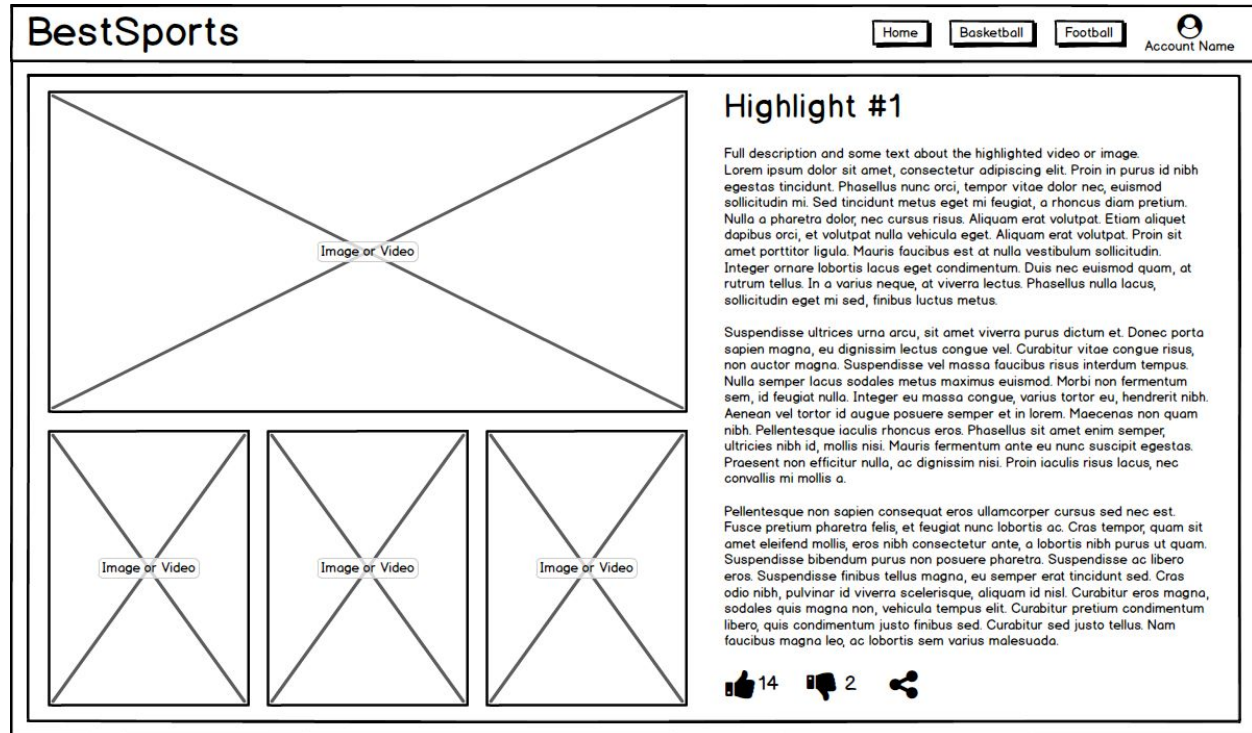 BestSports
Home
Basketball
Football
Account Name
Image or Video
Image or Video
Image or Video
Image or Video
Highlight #1
Full description and some text about the highlighted video or image.
Lorem ipsum dolor sit amet, consectetur adipiscing elit. Proin in purus id nibh
egestas tincidunt. Phasellus nunc orci, tempor vitae dolor nec, euismod
sollicitudin mi. Sed tincidunt metus eget mi feugiat, a rhoncus diam pretium.
Nulla a pharetra dolor, nec cursus risus. Aliquam erat volutpat. Etiam aliquet
dapibus orci, et volutpat nulla vehicula eget. Aliquam erat volutpat. Proin sit
amet porttitor ligula. Mauris faucibus est at nulla vestibulum sollicitudin.
Integer ornare lobortis lacus eget condimentum. Duis nec euismod quam, at
rutrum tellus. In a varius neque, at viverra lectus. Phasellus nulla lacus,
sollicitudin eget mi sed, finibus luctus metus.
Suspendisse ultrices urna arcu, sit amet viverra purus dictum et. Donec porta
sapien magna, eu dignissim lectus congue vel. Curabitur vitae congue risus,
non auctor magna. Suspendisse vel massa faucibus risus interdum tempus.
Nulla semper lacus sodales metus maximus euismod. Morbi non fermentum
sem, id feugiat nulla. Integer eu massa congue, varius tortor eu, hendrerit nibh.
Aenean vel tortor id augue posuere semper et in lorem. Maecenas non quam
nibh. Pellentesque iaculis rhoncus eros. Phasellus sit amet enim semper,
ultricies nibh id, mollis nisi. Mauris fermentum ante eu nunc suscipit egestas.
Praesent non efficitur nulla, ac dignissim nisi. Proin iaculis risus lacus, nec
convallis mi mollis a.
Pellentesque non sapien consequat eros ullamcorper cursus sed nec est.
Fusce pretium pharetra felis, et feugiat nunc lobortis ac. Cras tempor, quam sit
amet eleifend mollis, eros nibh consectetur ante, a lobortis nibh purus ut quam.
Suspendisse bibendum purus non posuere pharetra. Suspendisse ac libero
eros. Suspendisse finibus tellus magna, eu semper erat tincidunt sed. Cras
odio nibh, pulvinar id viverra scelerisque, aliquam id nisl. Curabitur eros magna,
sodales quis magna non, vehicula tempus elit. Curabitur pretium condimentum
libero, quis condimentum justo finibus sed. Curabitur sed justo tellus. Nam
faucibus magna leo, ac lobortis sem varius malesuada.
14
2